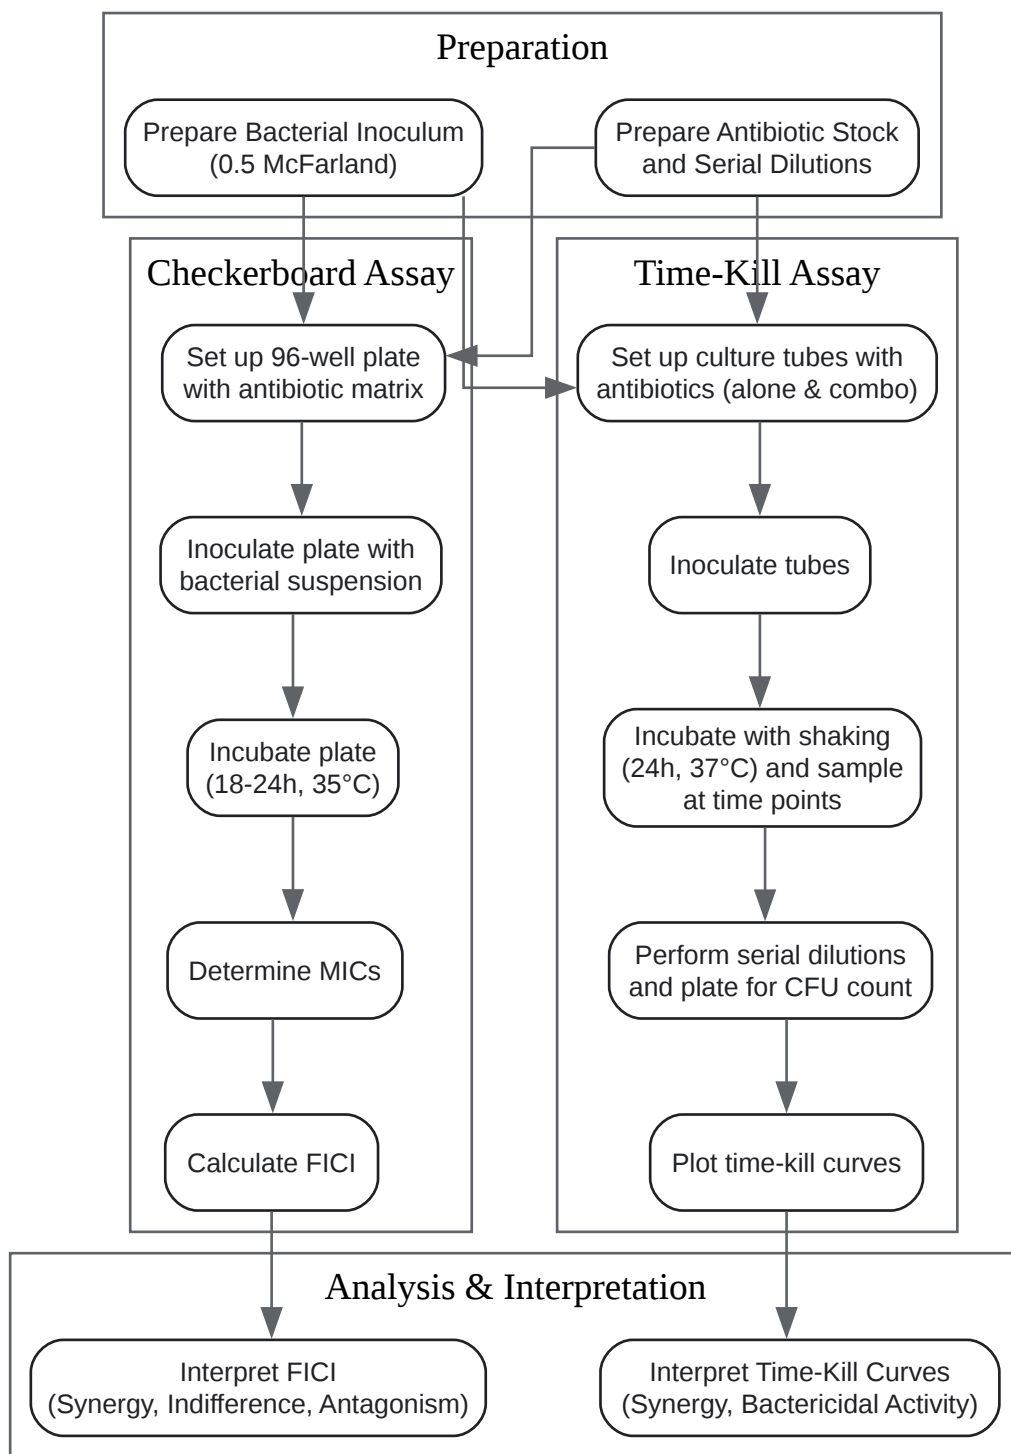 Preparation
Prepare Bacterial Inoculum
(0.5 McFarland)
Prepare Antibiotic Stock
and Serial Dilutions
Checkerboard Assay
Set up 96-well plate
with antibiotic matrix
Inoculate plate with
bacterial suspension
Incubate plate
(18-24h, 35°C)
Determine MICs
Calculate FICI
Time-Kill Assay
Set up culture tubes with
antibiotics (alone & combo)
Inoculate tubes
Incubate with shaking
(24h, 37°C) and sample
at time points
Perform serial dilutions
and plate for CFU count
Plot time-kill curves
Analysis & Interpretation
Interpret FICI
(Synergy, Indifference, Antagonism)
Interpret Time-Kill Curves
(Synergy, Bactericidal Activity)